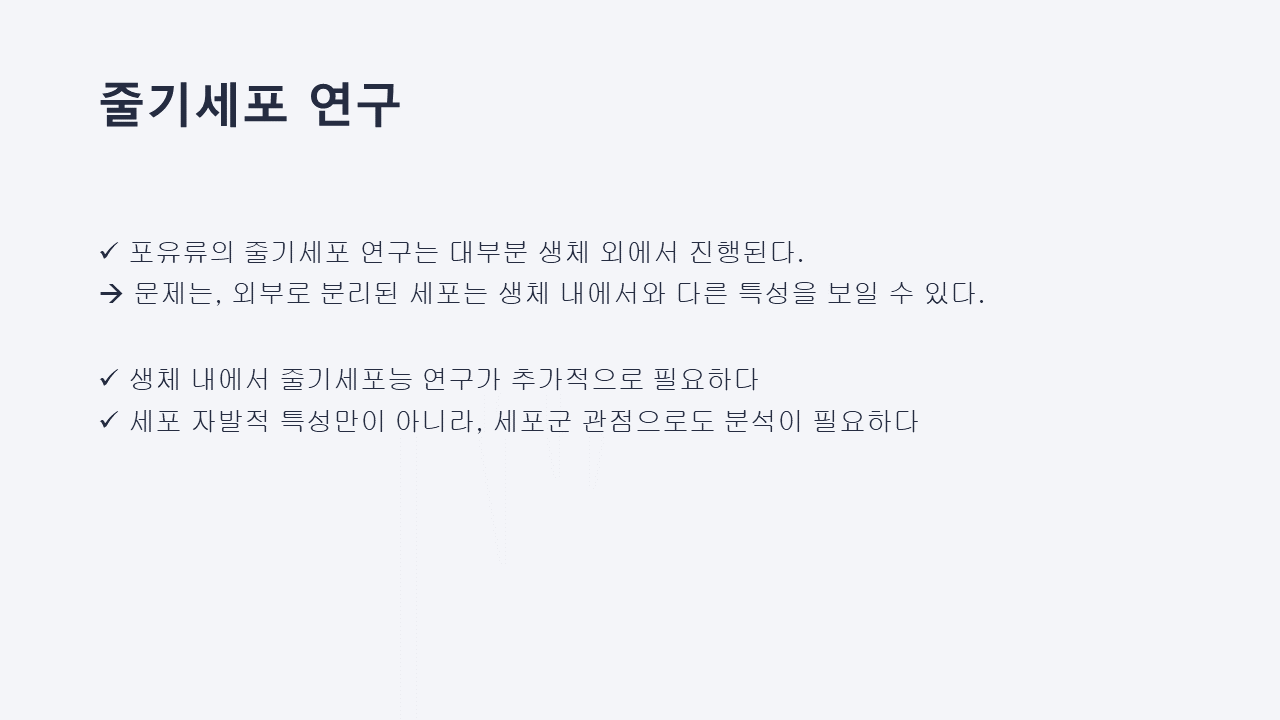 줄기세포 연구
✓ 포유류의 줄기세포 연구는 대부분 생체 외에서 진행된다.
→ 문제는, 외부로 분리된 세포는 생체 내에서와 다른 특성을 보일 수 있다.
✓ 생체 내에서 줄기세포능 연구가 추가적으로 필요하다
✓ 세포 자발적 특성만이 아니라, 세포군 관점으로도 분석이 필요하다